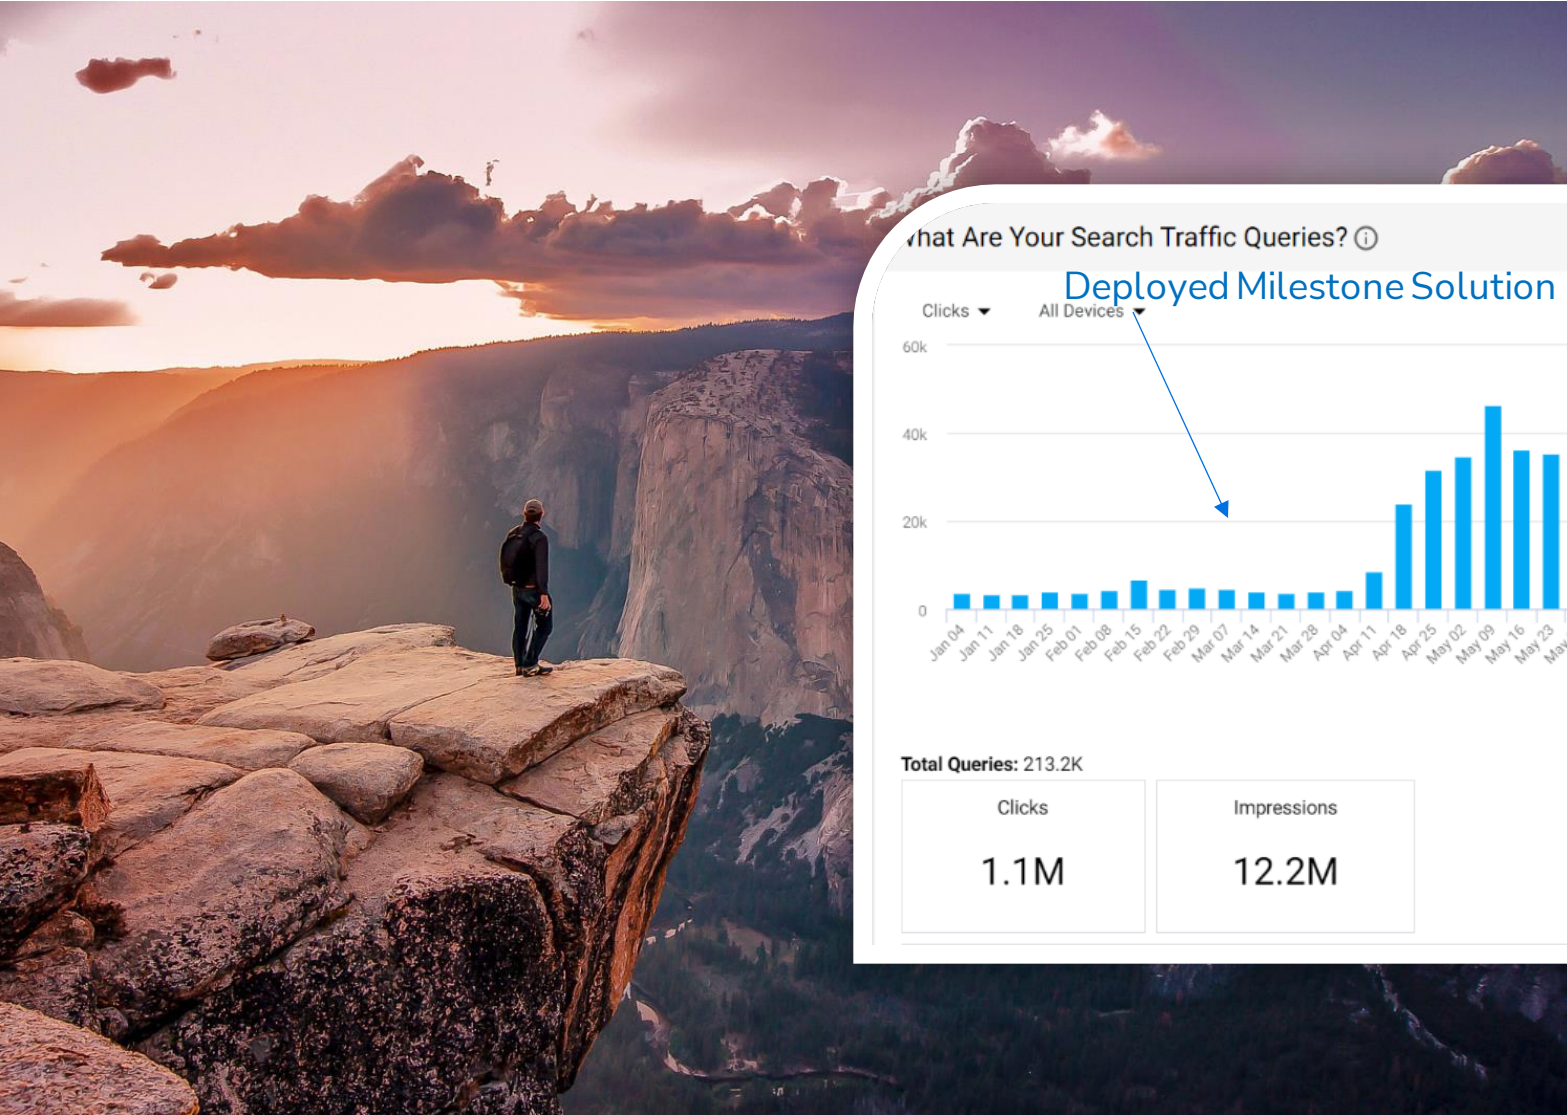 What Are Your Search Traffic Queries?
Deployed Milestone Solution
Clicks
All Devices
60k
40k
20k
0
Jan 04
Jan 11
Jan 18
Jan 25
Feb 01
Feb 08
Feb 15
Feb 22
Feb 29
Mar 07
Mar 14
Mar 21
Mar 28
Apr 04
Apr 11
Apr 18
Apr 25
May 02
May 09
May 16
May 23
May
Total Queries: 213.2K
Clicks
Impressions
1.1M
12.2M